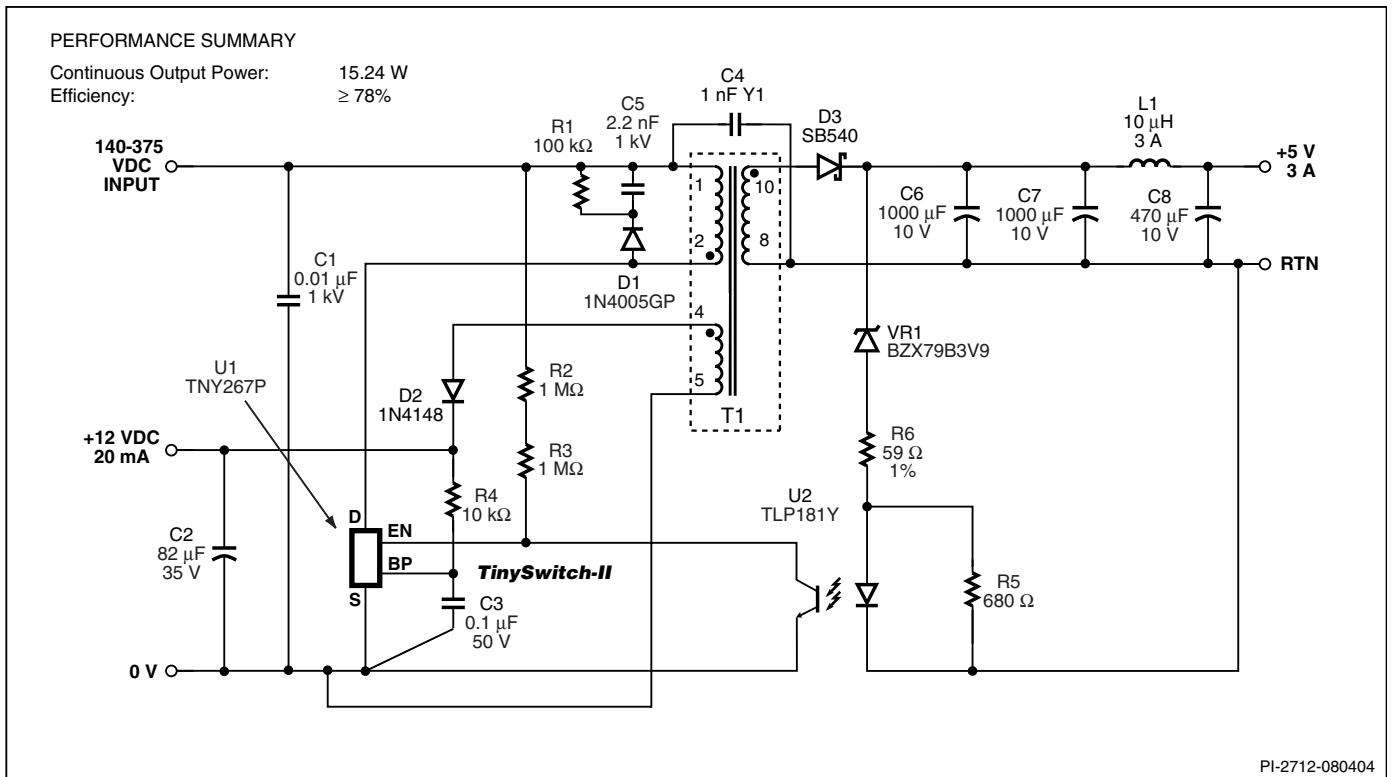 PERFORMANCE SUMMARY
Continuous Output Power: 15.24 W
Efficiency: ≥ 78%
C4
1 nF Y1
C5
2.2 nF
1 kV
R1
100 kΩ
D3
SB540
L1
10 µH
3 A
140-375
VDC
INPUT
+5 V
3 A
1
10
C6
1000 µF
10 V
C7
1000 µF
10 V
C8
470 µF
10 V
2
8
C1
0.01 µF
1 kV
D1
1N4005GP
RTN
4
VR1
BZX79B3V9
U1
TNY267P
R2
1 MΩ
5
D2
1N4148
T1
+12 VDC
20 mA
R3
1 MΩ
R6
59 Ω
1%
R4
10 kΩ
U2
TLP181Y
D
EN
C2
82 µF
35 V
BP
TinySwitch-II
S
C3
0.1 µF
50 V
R5
680 Ω
0 V
PI-2712-080404